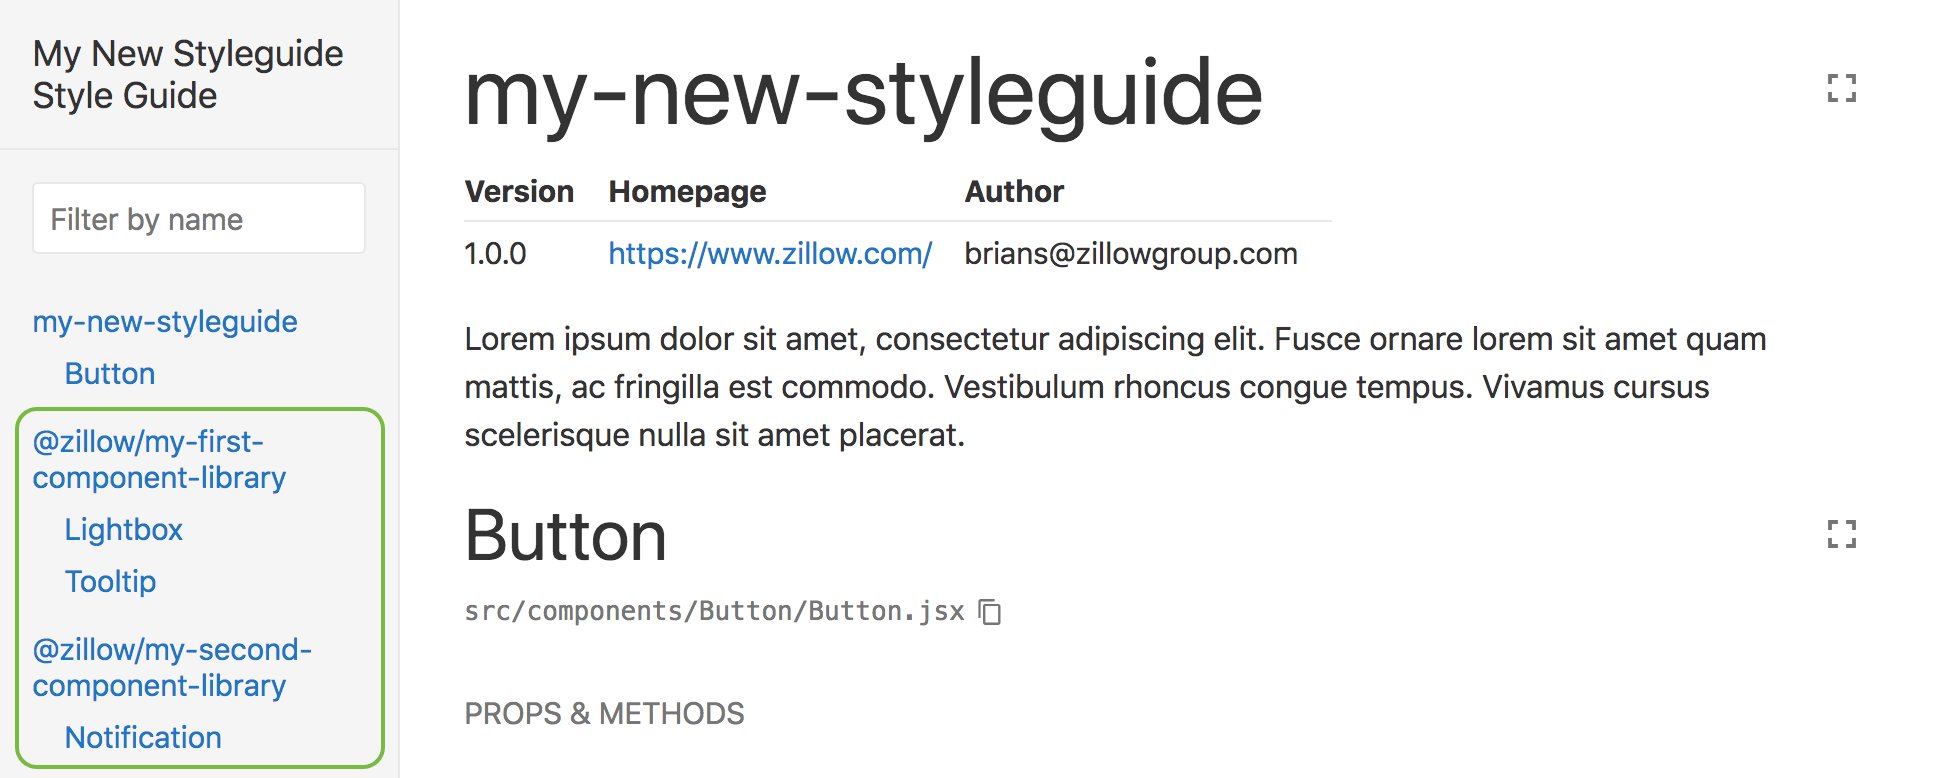 My New Styleguide
Style Guide
Filter by name
my-new-styleguide
Button
@zillow/my-first-
component-library
Lightbox
Tooltip
@zillow/my-second-
component-library
Notification
my-new-styleguide
Version Homepage Author
1.0.0 https://www.zillow.com/ brians@zillowgroup.com
Lorem ipsum dolor sit amet, consectetur adipiscing elit. Fusce ornare lorem sit amet quam
mattis, ac fringilla est commodo. Vestibulum rhoncus congue tempus. Vivamus cursus
scelerisque nulla sit amet placerat.
Button
src/components/Button/Button.jsx
PROPS & METHODS